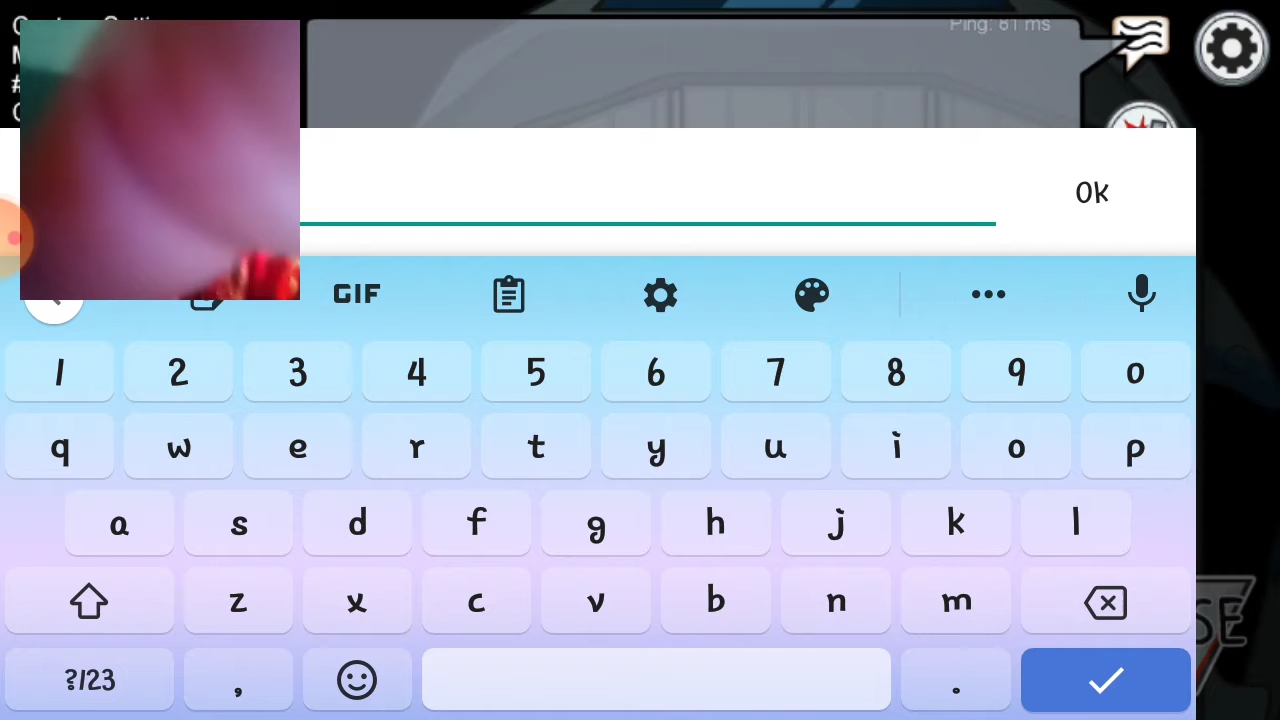 Ping: 81 ms
Ok
GIF
1 2 3 4 5 6 7 8 9 0
q w e r t y u i o p
a s d f g h j k l
z x c v b n m
?123 , .